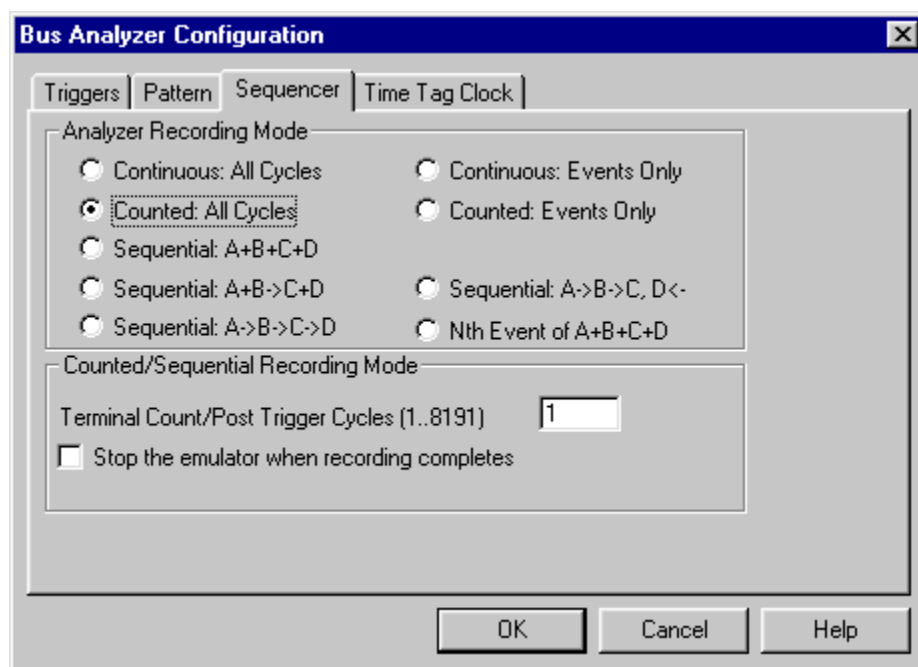 Bus Analyzer Configuration
Triggers Pattern Sequencer Time Tag Clock
Analyzer Recording Mode
Continuous: All Cycles Continuous: Events Only
Counted: All Cycles Counted: Events Only
Sequential: A+B+C+D
Sequential: A+B->C+D Sequential: A->B->C, D<-
Sequential: A->B->C->D Nth Event of A+B+C+D
Counted/Sequential Recording Mode
Terminal Count/Post Trigger Cycles (1..8191) 1
Stop the emulator when recording completes
OK Cancel Help